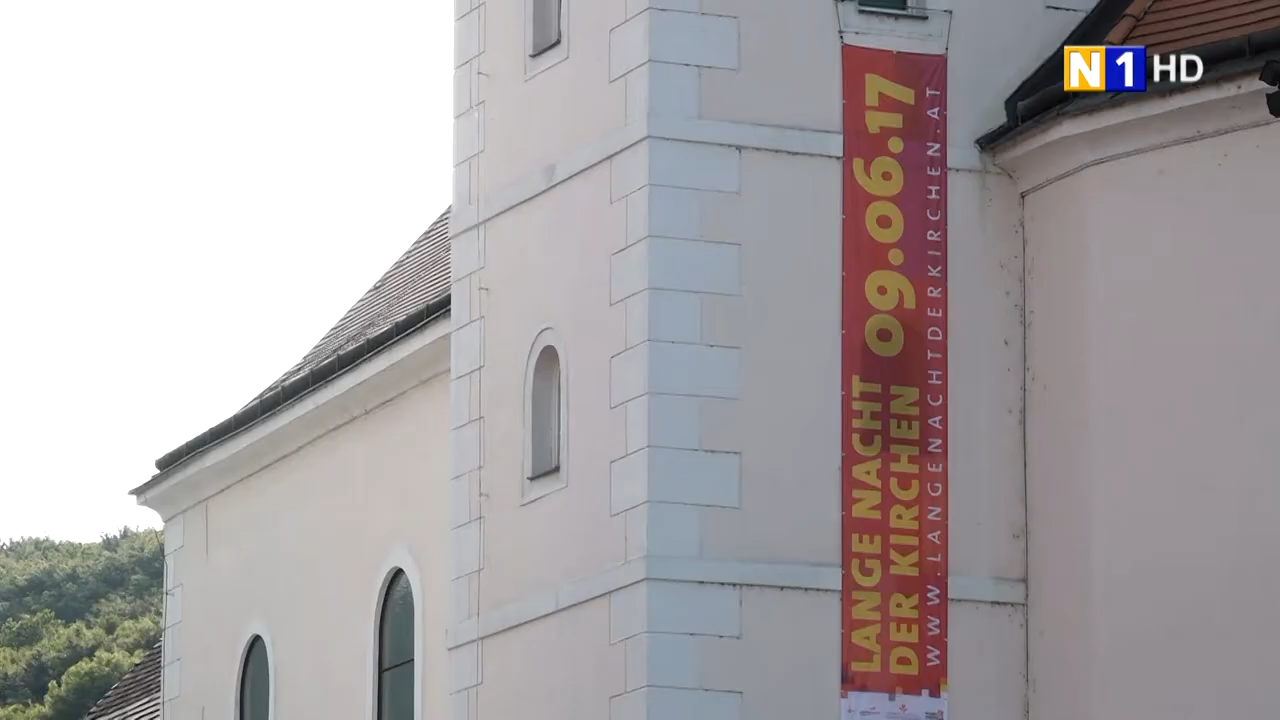 N1 HD
LANGE NACHT
DER KIRCHEN 09.06.17
WWW.LANGENACHTDERKIRCHEN.AT